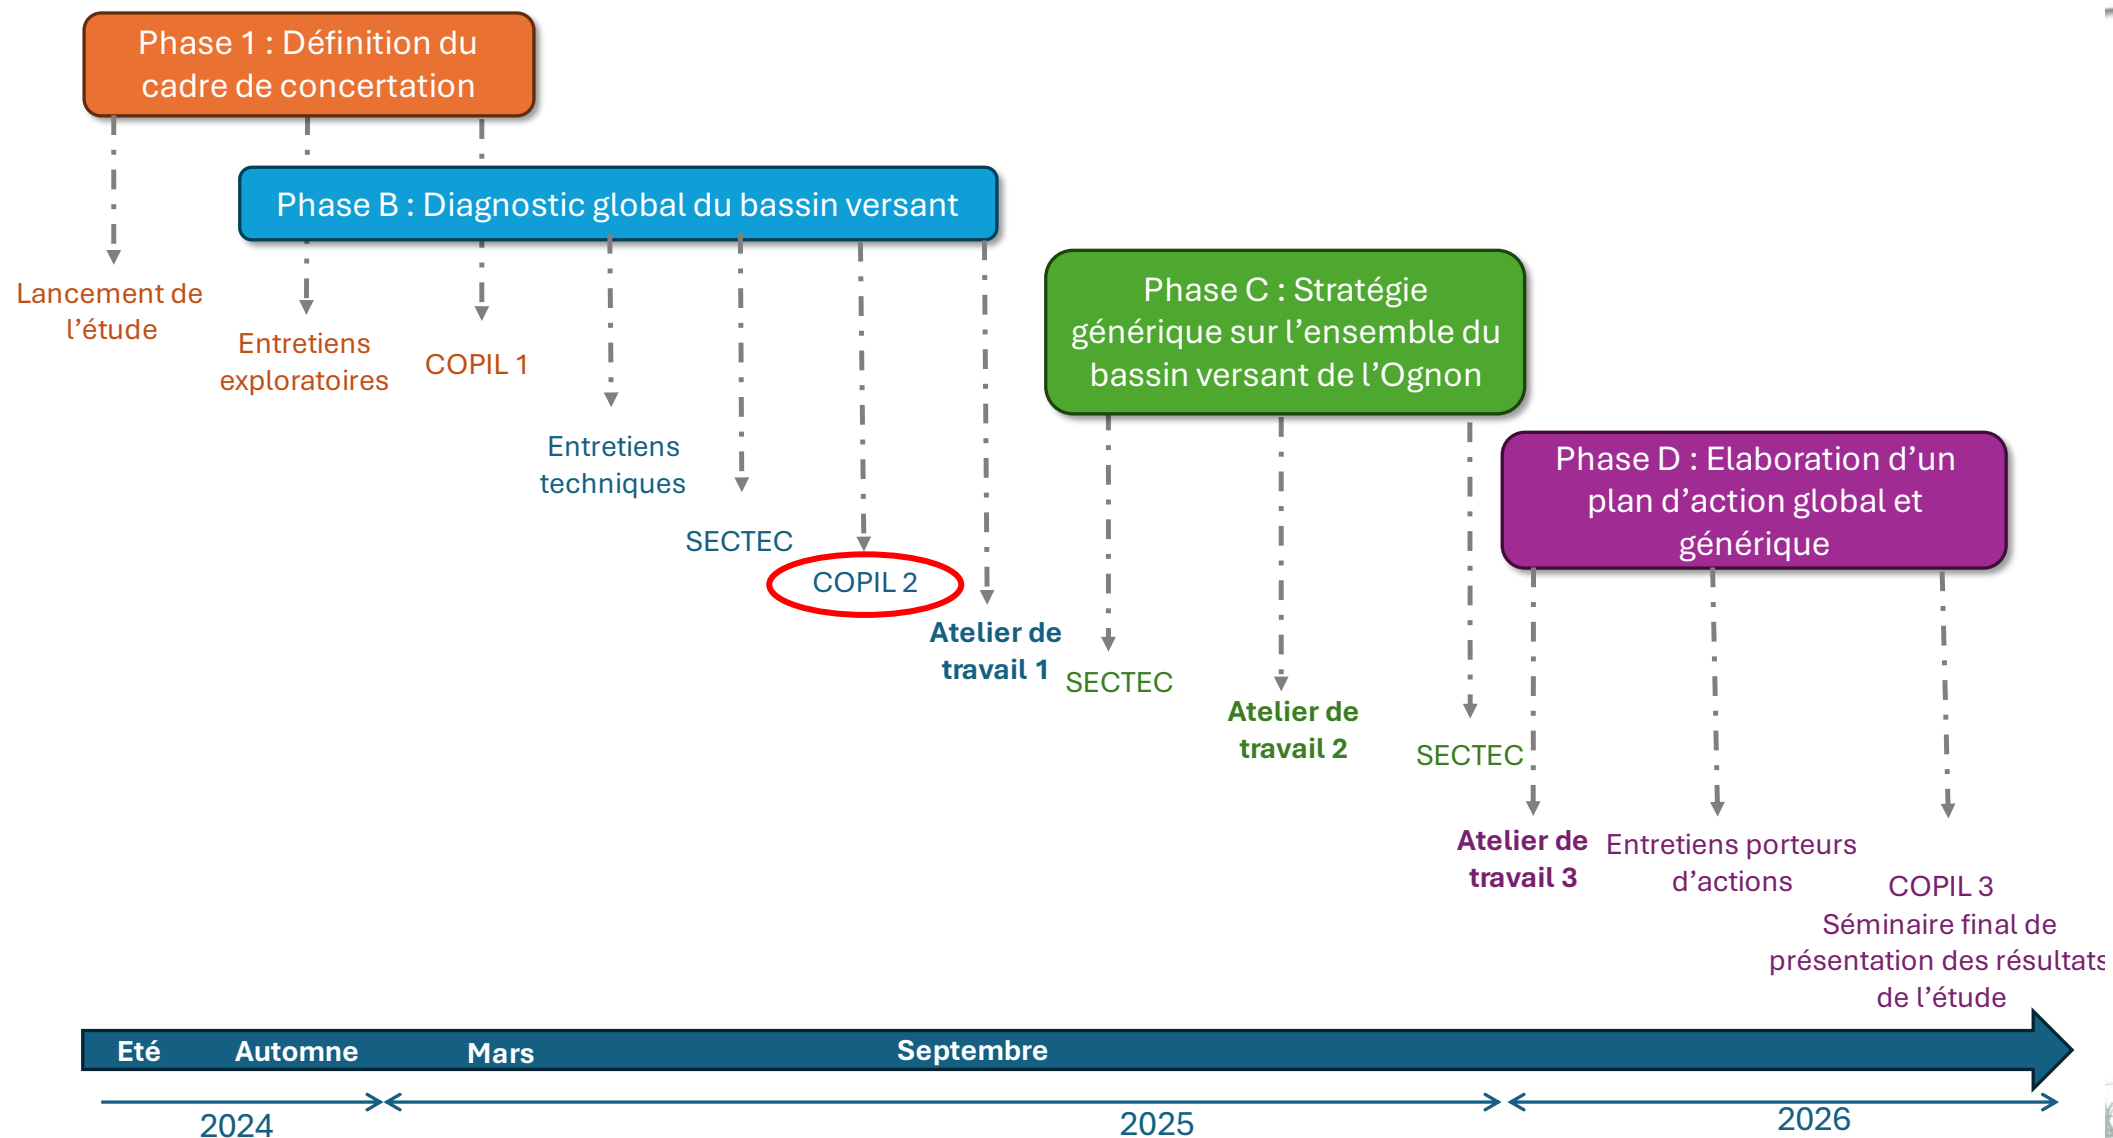 Phase 1 : Définition du
cadre de concertation
Phase B : Diagnostic global du bassin versant
Phase C : Stratégie
générique sur l’ensemble du
bassin versant de l’Ognon
Phase D : Elaboration d’un
plan d’action global et
générique
Lancement de
l’étude
Entretiens
exploratoires
COPIL 1
Entretiens
techniques
SECTEC
COPIL 2
Atelier de
travail 1
SECTEC
Atelier de
travail 2
SECTEC
Atelier de
travail 3
Entretiens porteurs
d’actions
COPIL 3
Séminaire final de
présentation des résultats
de l’étude
Eté
Automne
Mars
Septembre
2024
2025
2026